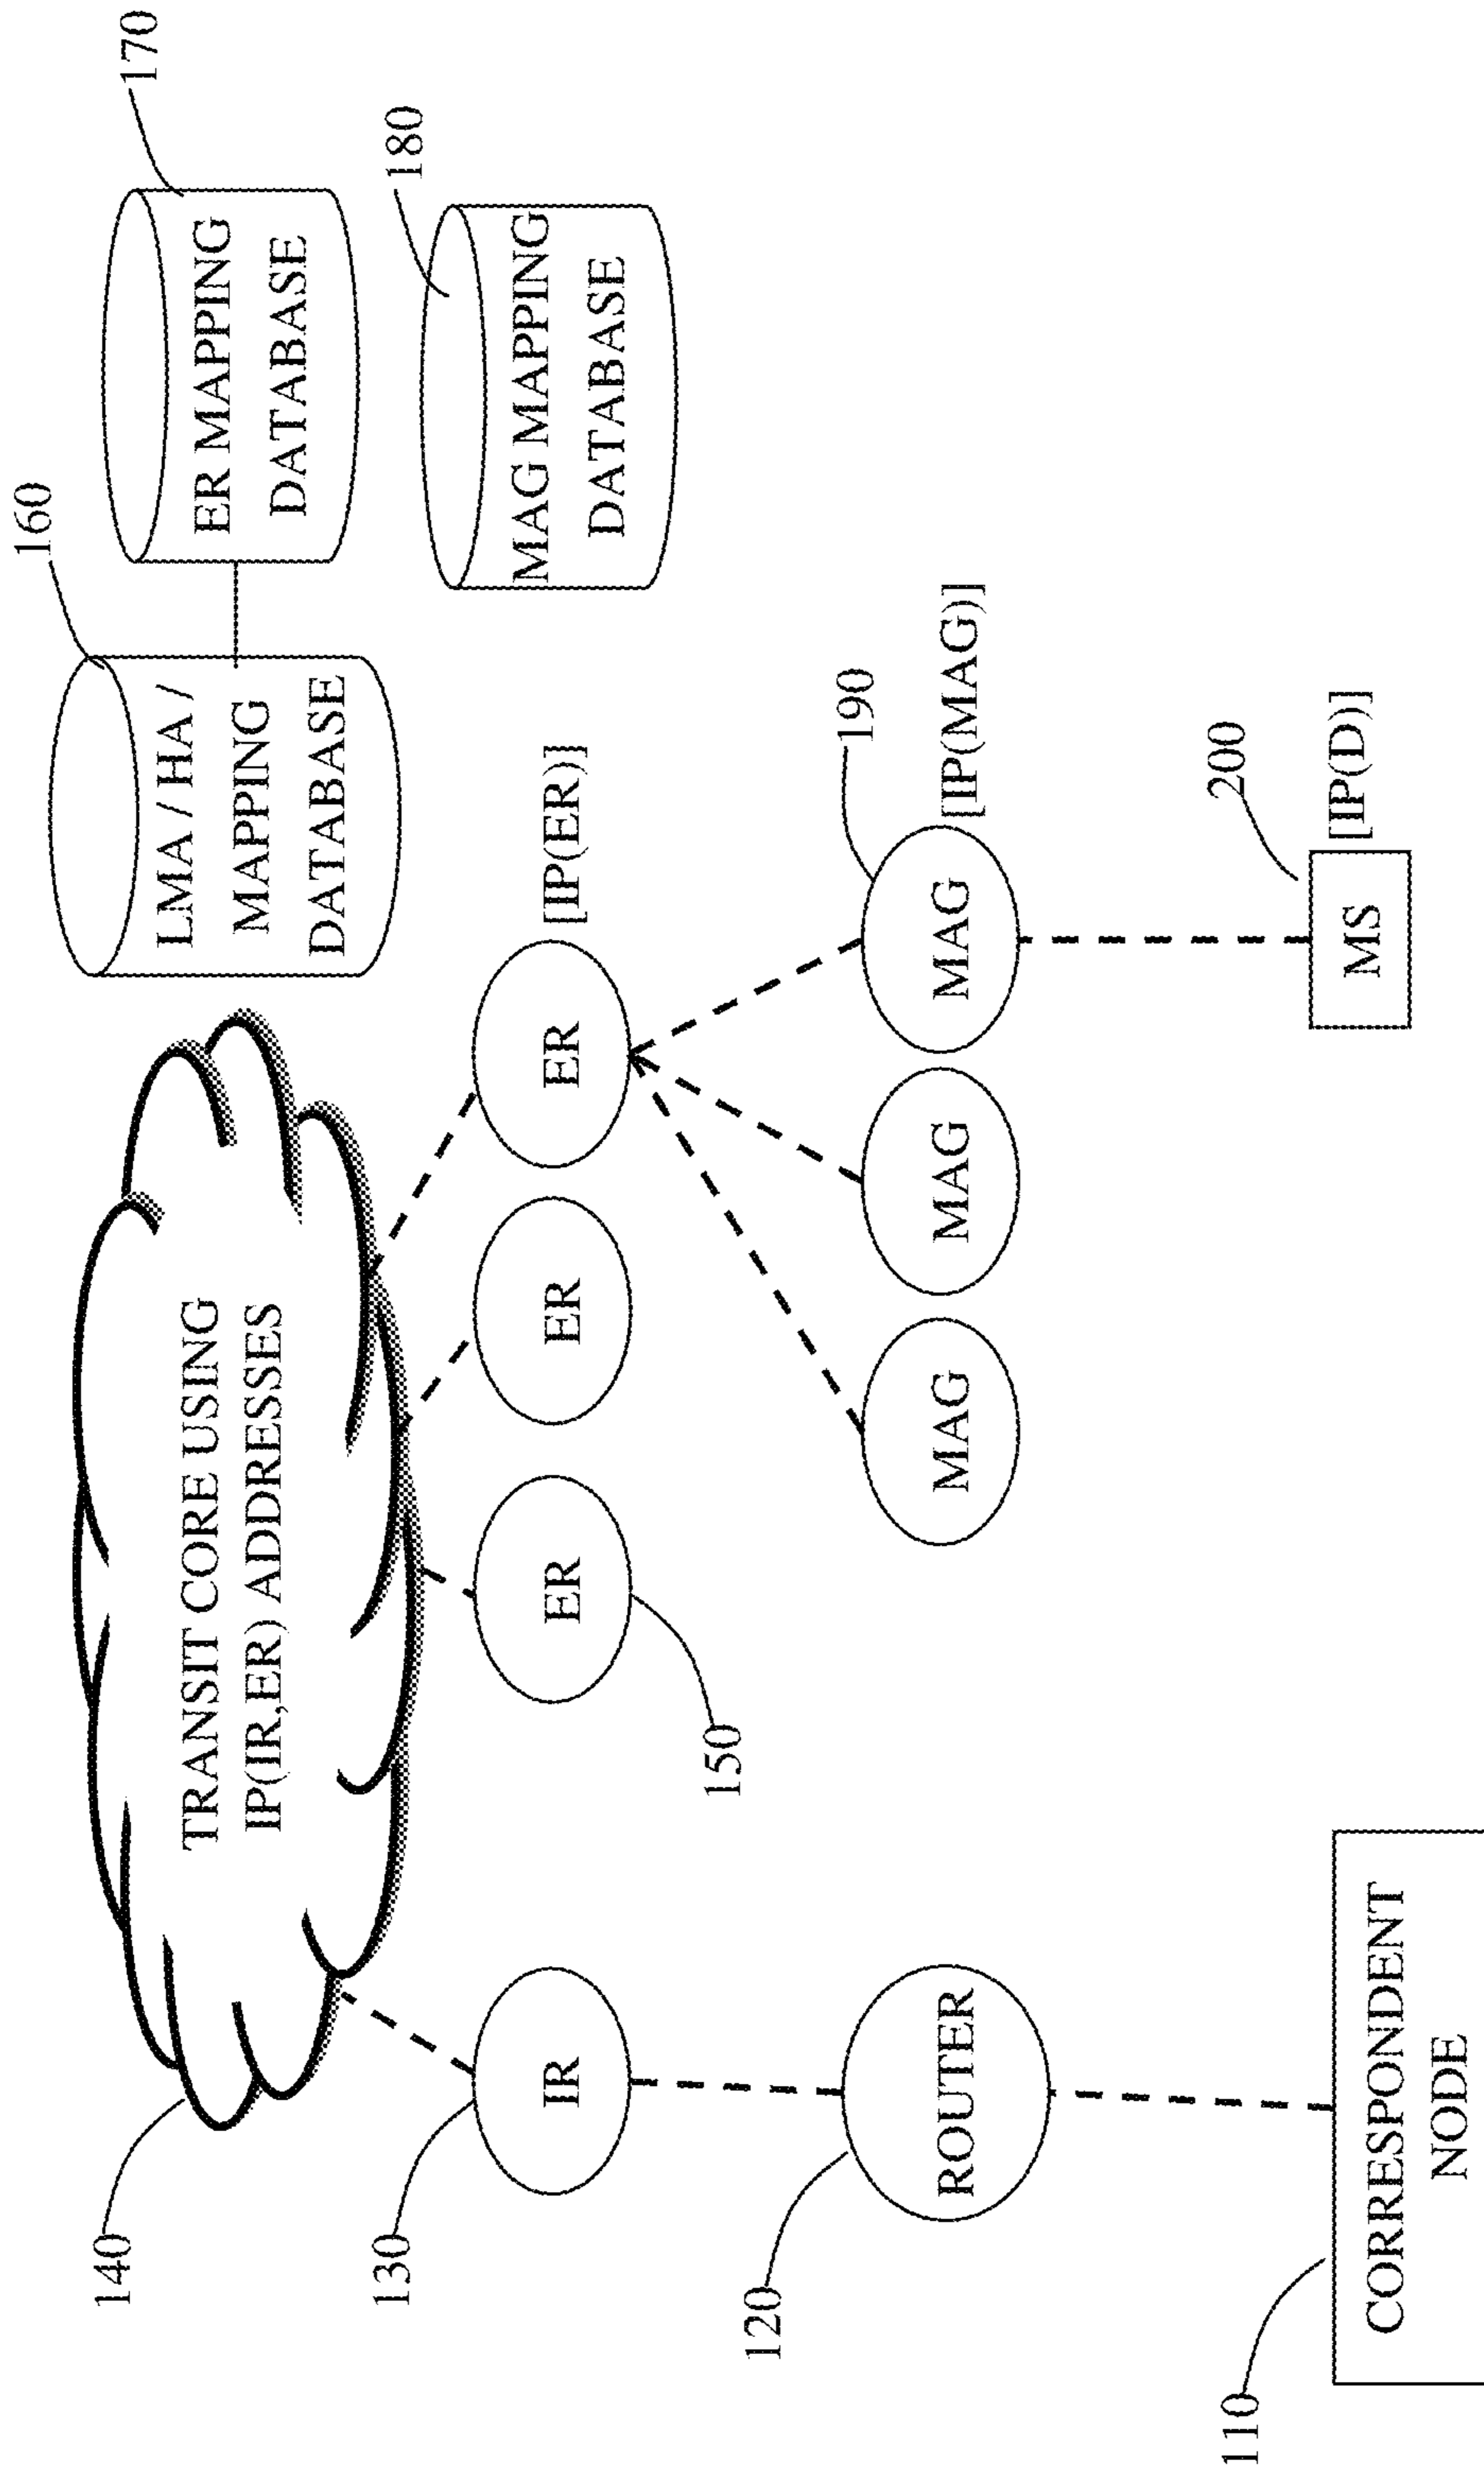 160
170
LMA / HA /
MAPPING
DATABASE
ER MAPPING
DATABASE
180
MAG MAPPING
DATABASE
140
TRANSIT CORE USING
IP(IR,ER) ADDRESSES
130
IR
ER
ER
ER
[IP(ER)]
150
120
ROUTER
MAG
MAG
MAG
190
[IP(MAG)]
110
CORRESPONDENT
NODE
200
MS
[IP(D)]